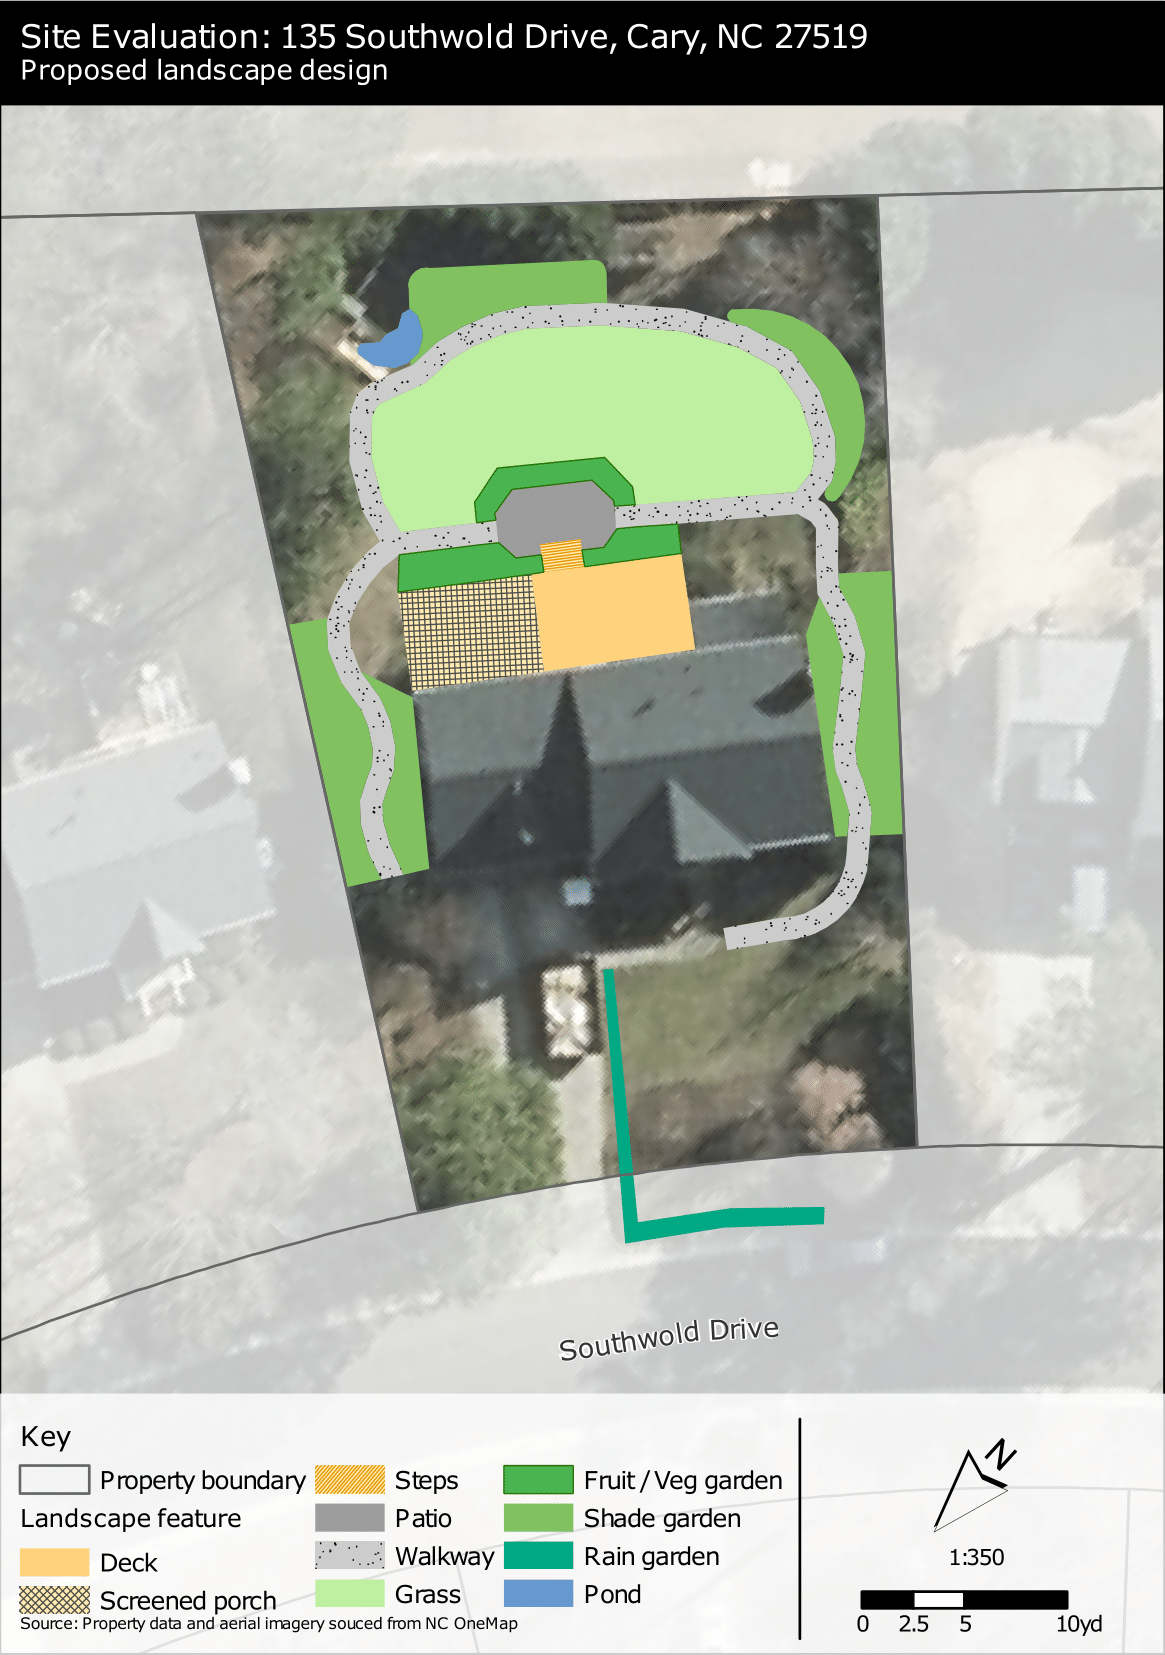 Site Evaluation: 135 Southwold Drive, Cary, NC 27519
Proposed landscape design
Southwold Drive
Key
Property boundary
Landscape feature
Deck
Screened porch
Steps
Patio
Walkway
Grass
Fruit / Veg garden
Shade garden
Rain garden
Pond
Source: Property data and aerial imagery souced from NC OneMap
N
1:350
0 2.5 5 10yd